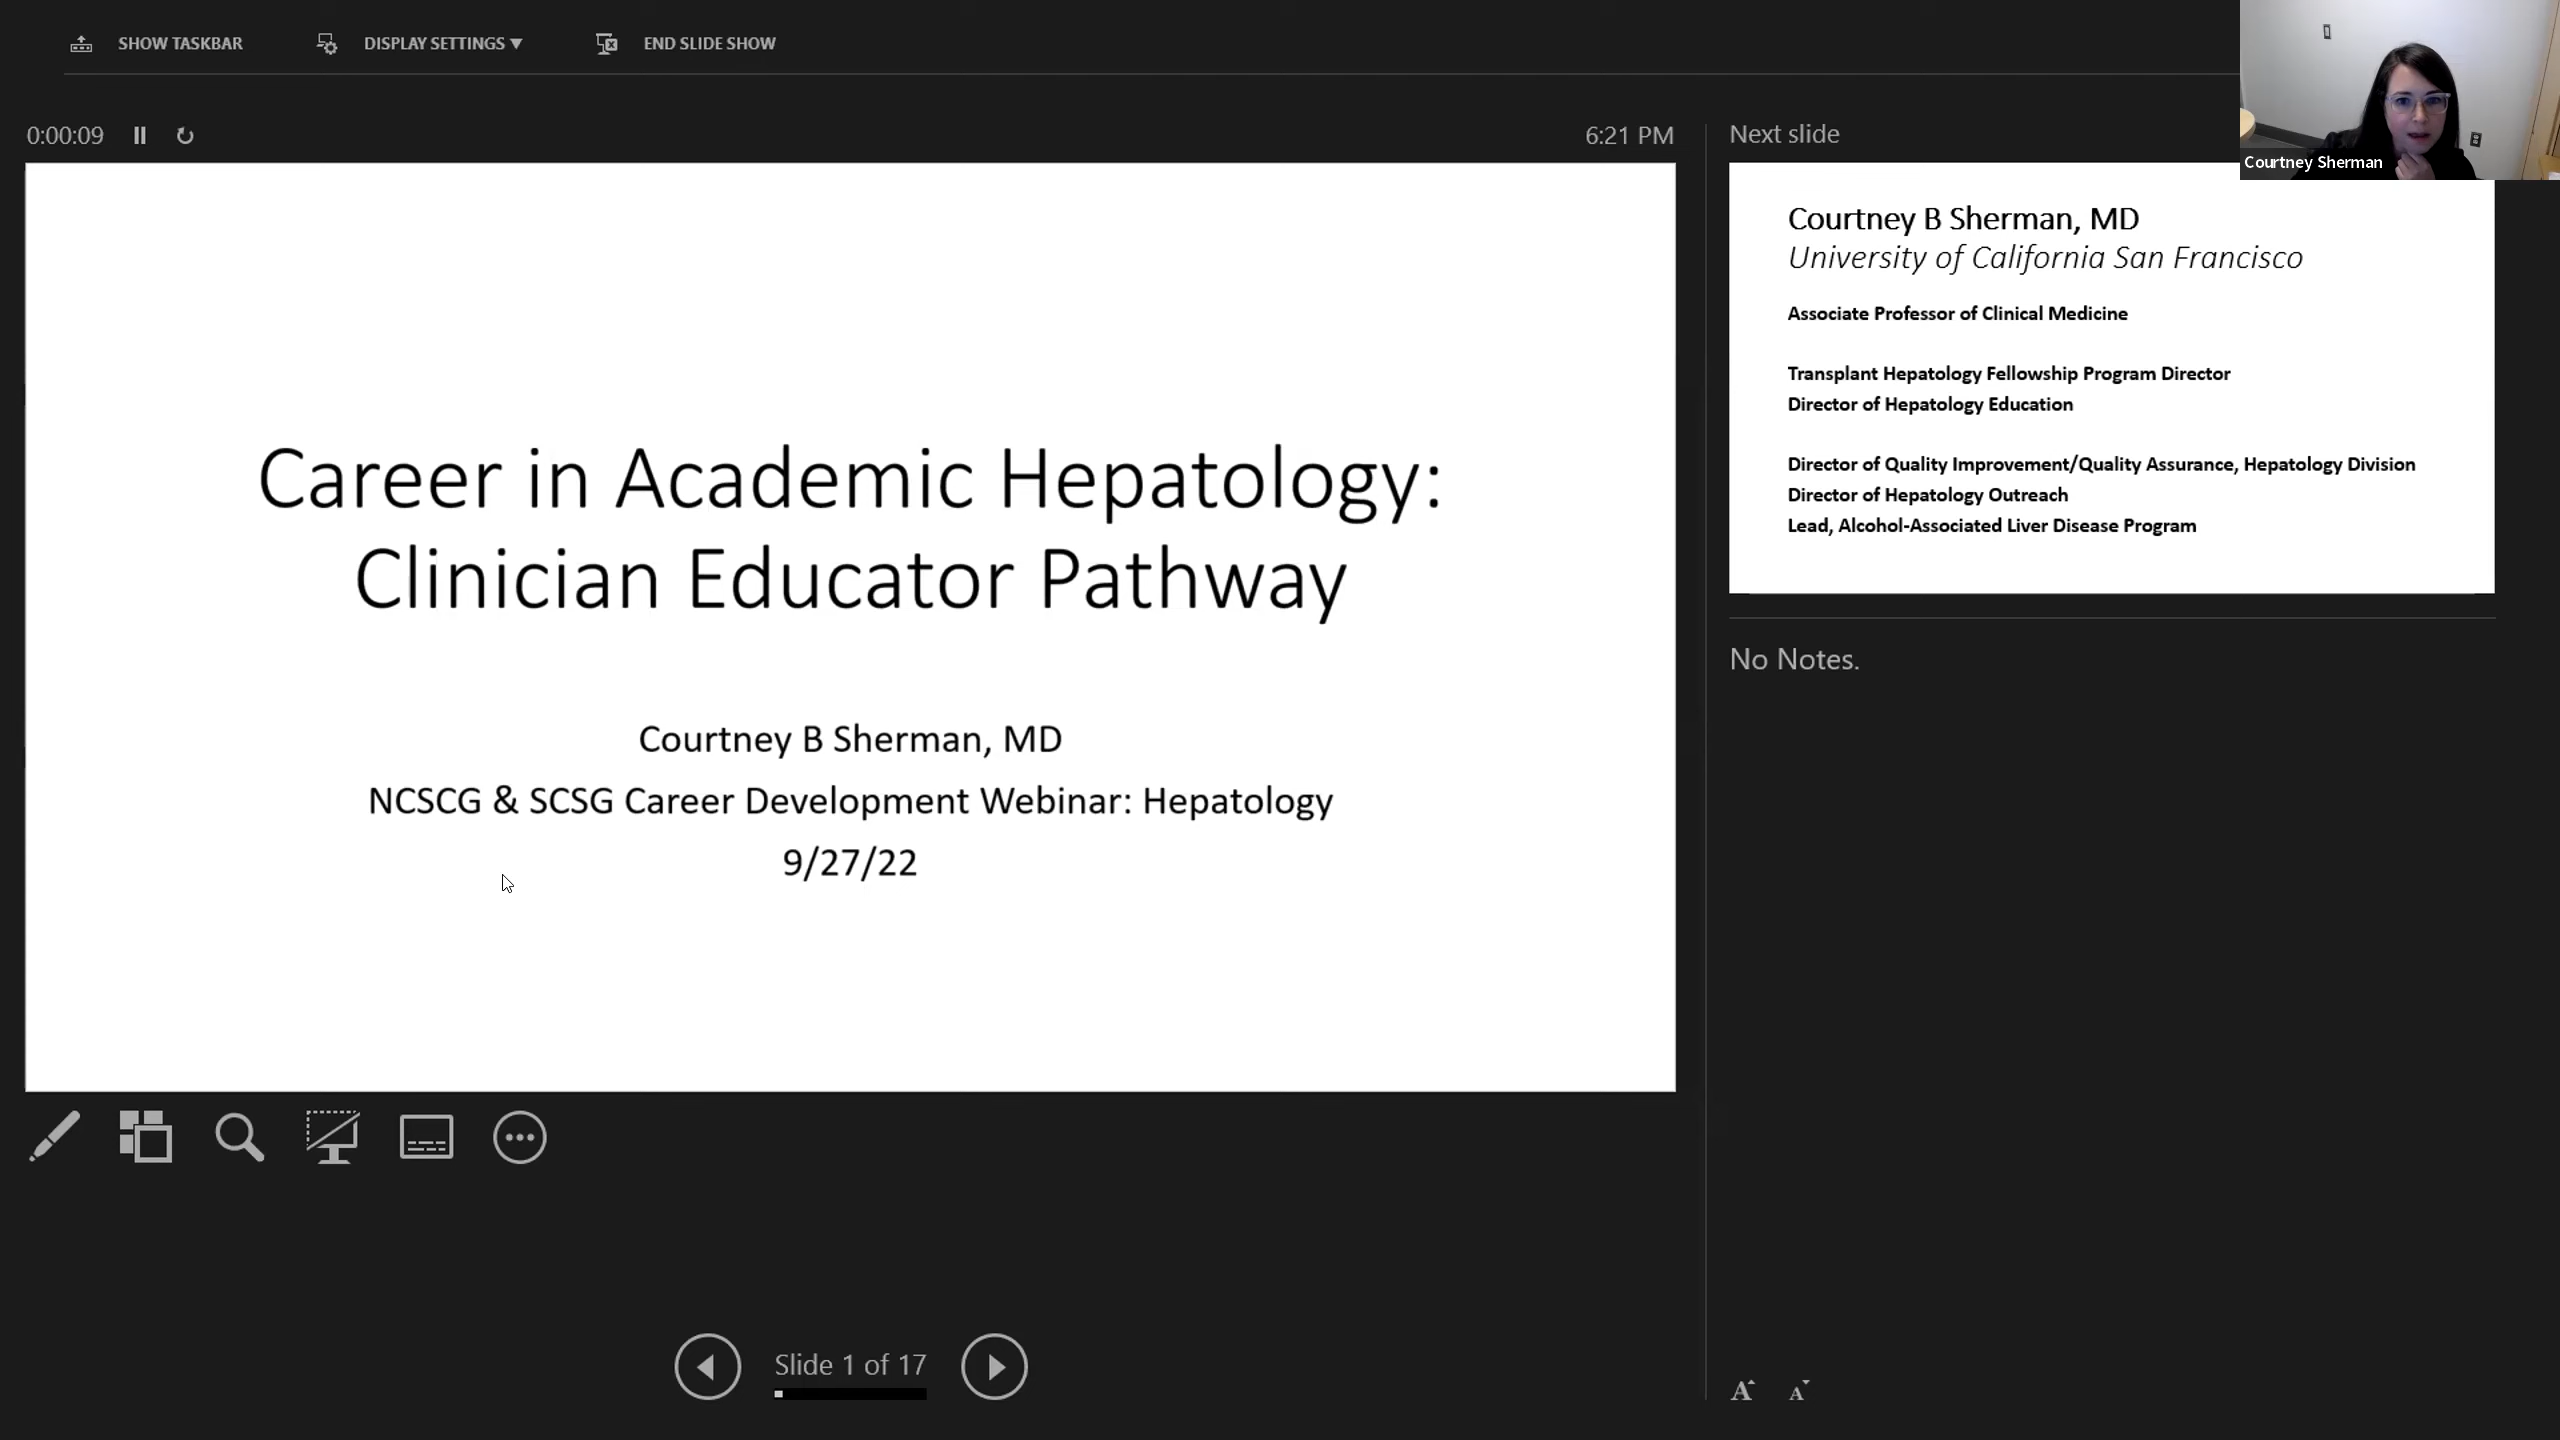 SHOW TASKBAR
DISPLAY SETTINGS ▼
END SLIDE SHOW
0:00:09
6:21 PM
Career in Academic Hepatology:
Clinician Educator Pathway
Courtney B Sherman, MD
NCSCG & SCSG Career Development Webinar: Hepatology
9/27/22
Slide 1 of 17
Next slide
Courtney Sherman
Courtney B Sherman, MD
University of California San Francisco
Associate Professor of Clinical Medicine
Transplant Hepatology Fellowship Program Director
Director of Hepatology Education
Director of Quality Improvement/Quality Assurance, Hepatology Division
Director of Hepatology Outreach
Lead, Alcohol-Associated Liver Disease Program
No Notes.
A A